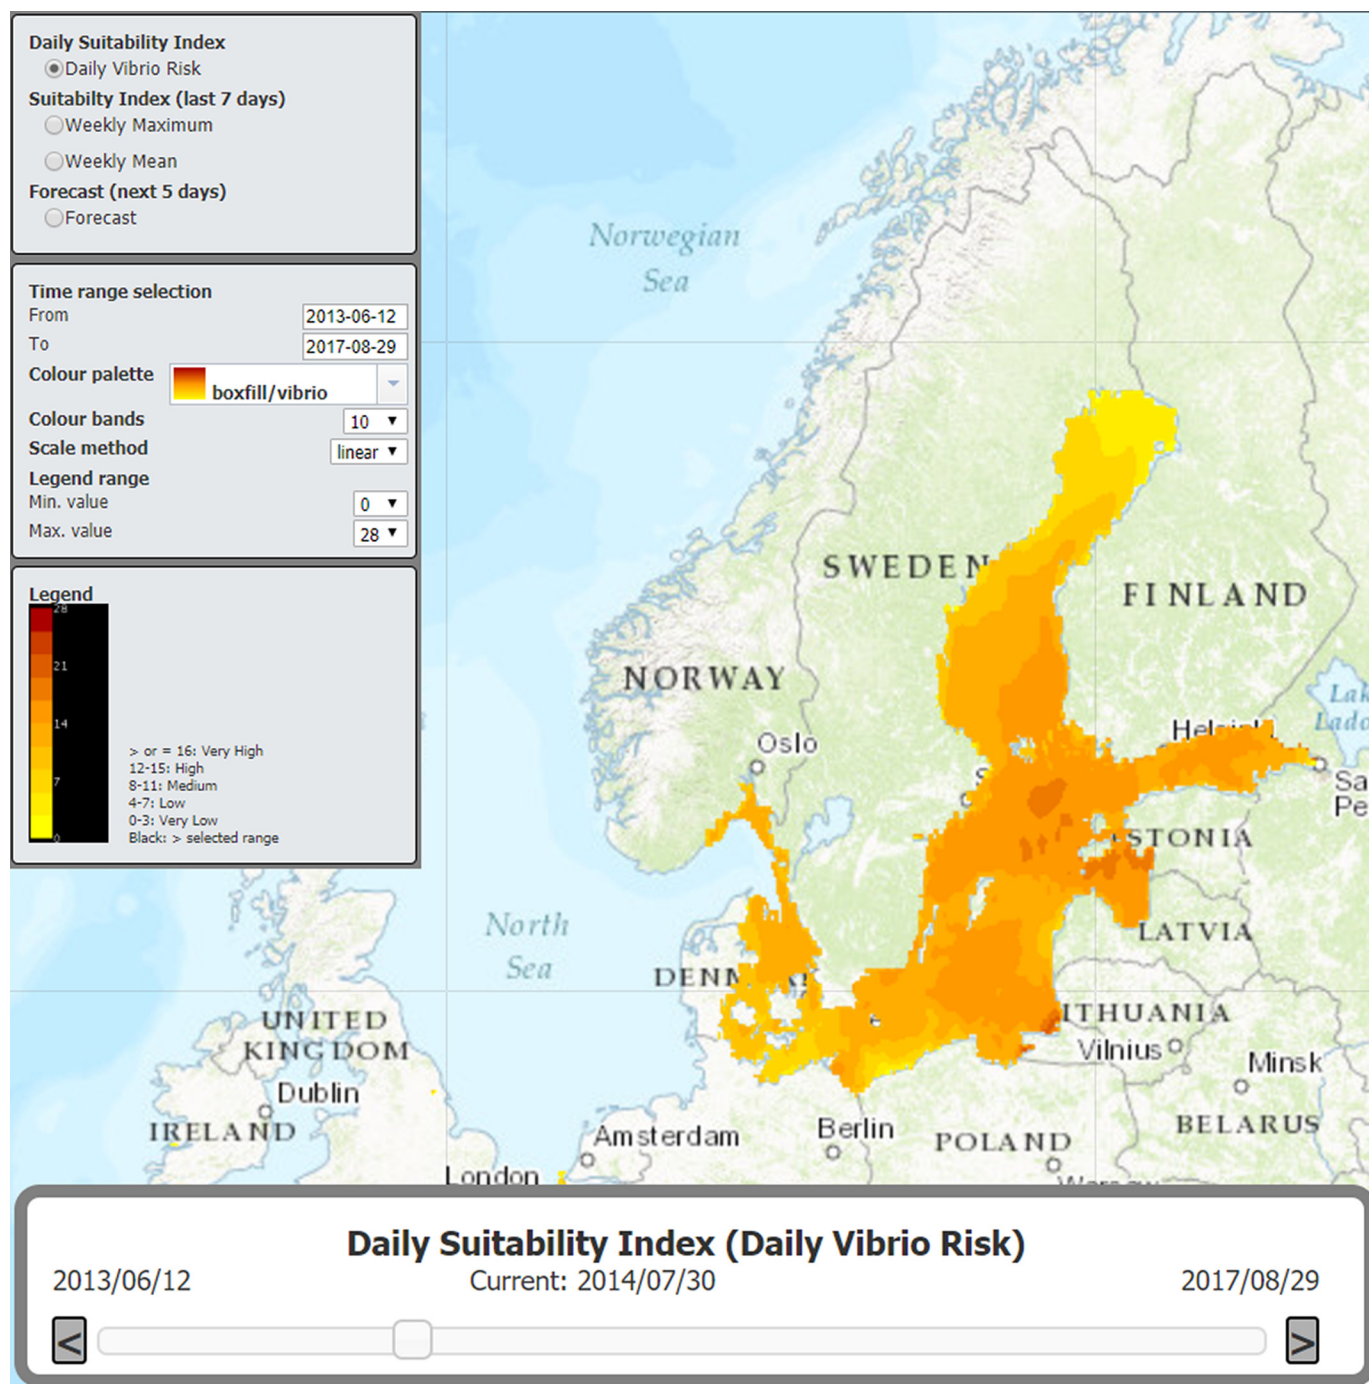 Daily Suitability Index
Daily Vibrio Risk
Suitabilty Index (last 7 days)
Weekly Maximum
Weekly Mean
Forecast (next 5 days)
Forecast
Time range selection
From 2013-06-12
To 2017-08-29
Colour palette boxfill/vibrio
Colour bands 10
Scale method linear
Legend range
Min. value 0
Max. value 28
Legend
28
21
14
7
0
> or = 16: Very High
12-15: High
8-11: Medium
4-7: Low
0-3: Very Low
Black: > selected range
Norwegian
Sea
SWEDEN
FINLAND
NORWAY
Oslo
Helsinki
North
Sea
ESTONIA
LATVIA
UNITED
KINGDOM
Dublin
IRELAND
London
Amsterdam
Berlin
POLAND
Vilnius
Minsk
BELARUS
Daily Suitability Index (Daily Vibrio Risk)
2013/06/12 Current: 2014/07/30 2017/08/29
< >